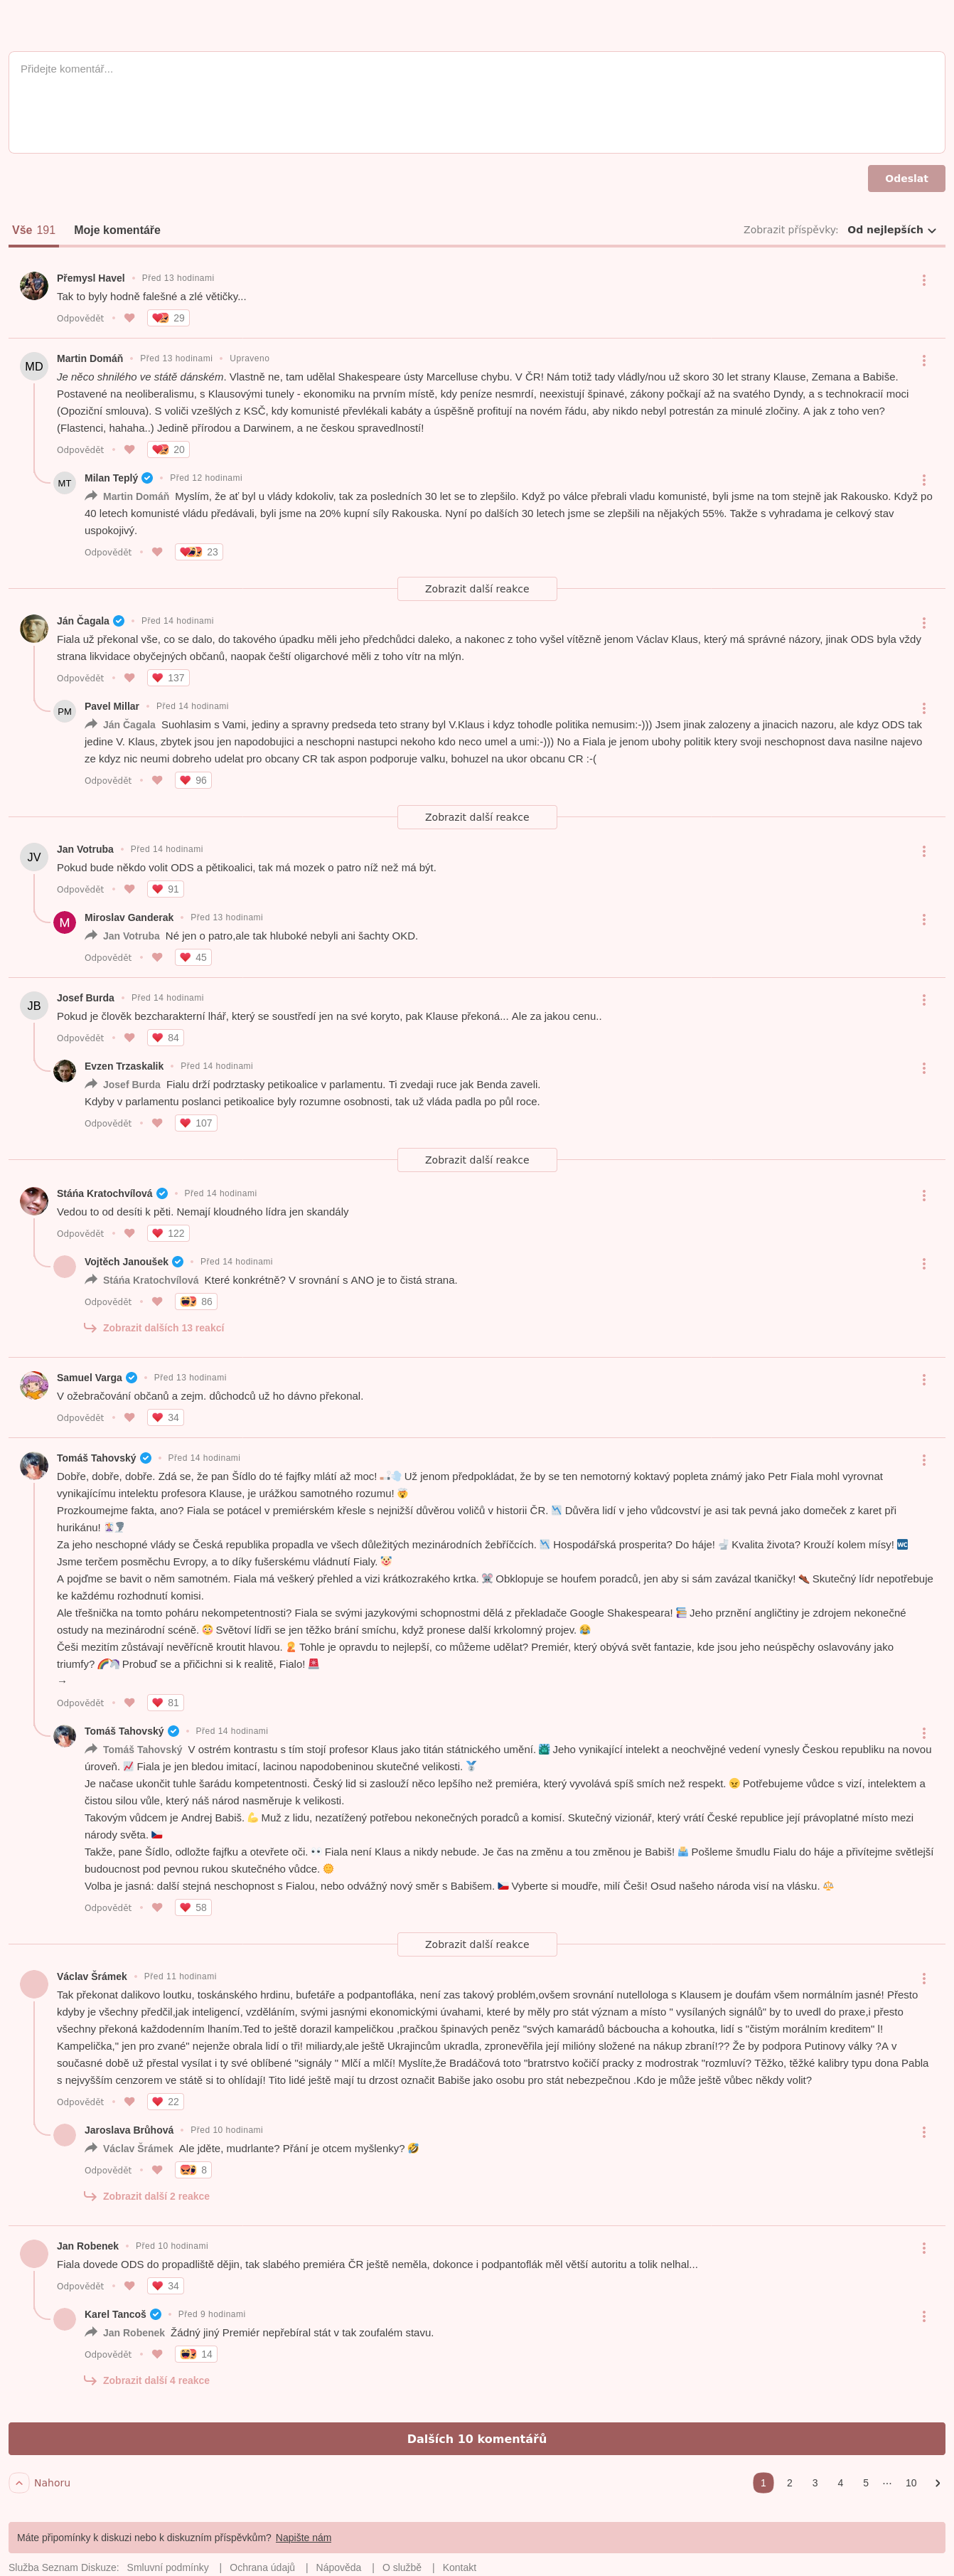 Přidejte komentář...
Odeslat
Vše 191 Moje komentáře Zobrazit příspěvky: Od nejlepších
Přemysl Havel • Před 13 hodinami
Tak to byly hodně falešné a zlé větičky...
Odpovědět • 29
MD
Martin Domáň • Před 13 hodinami • Upraveno
Je něco shnilého ve státě dánském. Vlastně ne, tam udělal Shakespeare ústy Marcelluse chybu. V ČR! Nám totiž tady vládly/nou už skoro 30 let strany Klause, Zemana a Babiše.
Postavené na neoliberalismu, s Klausovými tunely - ekonomiku na prvním místě, kdy peníze nesmrdí, neexistují špinavé, zákony počkají až na svatého Dyndy, a s technokracií moci
(Opoziční smlouva). S voliči vzešlých z KSČ, kdy komunisté převlékali kabáty a úspěšně profitují na novém řádu, aby nikdo nebyl potrestán za minulé zločiny. A jak z toho ven?
(Flastenci, hahaha..) Jedině přírodou a Darwinem, a ne českou spravedlností!
Odpovědět • 20
MT
Milan Teplý • Před 12 hodinami
Martin Domáň Myslím, že ať byl u vlády kdokoliv, tak za posledních 30 let se to zlepšilo. Když po válce přebrali vladu komunisté, byli jsme na tom stejně jak Rakousko. Když po
40 letech komunisté vládu předávali, byli jsme na 20% kupní síly Rakouska. Nyní po dalších 30 letech jsme se zlepšili na nějakých 55%. Takže s vyhradama je celkový stav
uspokojivý.
Odpovědět • 23
Zobrazit další reakce
Ján Čagala • Před 14 hodinami
Fiala už překonal vše, co se dalo, do takového úpadku měli jeho předchůdci daleko, a nakonec z toho vyšel vítězně jenom Václav Klaus, který má správné názory, jinak ODS byla vždy
strana likvidace obyčejných občanů, naopak čeští oligarchové měli z toho vítr na mlýn.
Odpovědět • 137
PM
Pavel Millar • Před 14 hodinami
Ján Čagala Suohlasim s Vami, jediny a spravny predseda teto strany byl V.Klaus i kdyz tohodle politika nemusim:-))) Jsem jinak zalozeny a jinacich nazoru, ale kdyz ODS tak
jedine V. Klaus, zbytek jsou jen napodobujici a neschopni nastupci nekoho kdo neco umel a umi:-))) No a Fiala je jenom ubohy politik ktery svoji neschopnost dava nasilne najevo
ze kdyz nic neumi dobreho udelat pro obcany CR tak aspon podporuje valku, bohuzel na ukor obcanu CR :-(
Odpovědět • 96
Zobrazit další reakce
JV
Jan Votruba • Před 14 hodinami
Pokud bude někdo volit ODS a pětikoalici, tak má mozek o patro níž než má být.
Odpovědět • 91
M
Miroslav Ganderak • Před 13 hodinami
Jan Votruba Né jen o patro,ale tak hluboké nebyli ani šachty OKD.
Odpovědět • 45
JB
Josef Burda • Před 14 hodinami
Pokud je člověk bezcharakterní lhář, který se soustředí jen na své koryto, pak Klause překoná... Ale za jakou cenu..
Odpovědět • 84
Evzen Trzaskalik • Před 14 hodinami
Josef Burda Fialu drží podrztasky petikoalice v parlamentu. Ti zvedaji ruce jak Benda zaveli.
Kdyby v parlamentu poslanci petikoalice byly rozumne osobnosti, tak už vláda padla po půl roce.
Odpovědět • 107
Zobrazit další reakce
Stáňa Kratochvílová • Před 14 hodinami
Vedou to od desíti k pěti. Nemají kloudného lídra jen skandály
Odpovědět • 122
Vojtěch Janoušek • Před 14 hodinami
Stáňa Kratochvílová Které konkrétně? V srovnání s ANO je to čistá strana.
Odpovědět • 86
Zobrazit dalších 13 reakcí
Samuel Varga • Před 13 hodinami
V ožebračování občanů a zejm. důchodců už ho dávno překonal.
Odpovědět • 34
Tomáš Tahovský • Před 14 hodinami
Dobře, dobře, dobře. Zdá se, že pan Šídlo do té fajfky mlátí až moc! 🚬💨 Už jenom předpokládat, že by se ten nemotorný koktavý popleta známý jako Petr Fiala mohl vyrovnat
vynikajícímu intelektu profesora Klause, je urážkou samotného rozumu! 🤯
Prozkoumejme fakta, ano? Fiala se potácel v premiérském křesle s nejnižší důvěrou voličů v historii ČR. 📉 Důvěra lidí v jeho vůdcovství je asi tak pevná jako domeček z karet při
hurikánu! 🃏🌪
Za jeho neschopné vlády se Česká republika propadla ve všech důležitých mezinárodních žebříčcích. 📉 Hospodářská prosperita? Do háje! 🚽 Kvalita života? Krouží kolem mísy! 🚾
Jsme terčem posměchu Evropy, a to díky fušerskému vládnutí Fialy. 🤡
A pojďme se bavit o něm samotném. Fiala má veškerý přehled a vizi krátkozrakého krtka. 🐭 Obklopuje se houfem poradců, jen aby si sám zavázal tkaničky! 👞 Skutečný lídr nepotřebuje
ke každému rozhodnutí komisi.
Ale třešnička na tomto poháru nekompetentnosti? Fiala se svými jazykovými schopnostmi dělá z překladače Google Shakespeara! 📚 Jeho prznění angličtiny je zdrojem nekonečné
ostudy na mezinárodní scéně. 😳 Světoví lídři se jen těžko brání smíchu, když pronese další krkolomný projev. 😂
Češi mezitím zůstávají nevěřícně kroutit hlavou. 🤦 Tohle je opravdu to nejlepší, co můžeme udělat? Premiér, který obývá svět fantazie, kde jsou jeho neúspěchy oslavovány jako
triumfy? 🌈🦄 Probuď se a přičichni si k realitě, Fialo! 🚨
→
Odpovědět • 81
Tomáš Tahovský • Před 14 hodinami
Tomáš Tahovský V ostrém kontrastu s tím stojí profesor Klaus jako titán státnického umění. 🗿 Jeho vynikající intelekt a neochvějné vedení vynesly Českou republiku na novou
úroveň. 📈 Fiala je jen bledou imitací, lacinou napodobeninou skutečné velikosti. 🥈
Je načase ukončit tuhle šarádu kompetentnosti. Český lid si zaslouží něco lepšího než premiéra, který vyvolává spíš smích než respekt. 😠 Potřebujeme vůdce s vizí, intelektem a
čistou silou vůle, který náš národ nasměruje k velikosti.
Takovým vůdcem je Andrej Babiš. 💪 Muž z lidu, nezatížený potřebou nekonečných poradců a komisí. Skutečný vizionář, který vrátí České republice její právoplatné místo mezi
národy světa. 🇨🇿
Takže, pane Šídlo, odložte fajfku a otevřete oči. 👀 Fiala není Klaus a nikdy nebude. Je čas na změnu a tou změnou je Babiš! 🗳 Pošleme šmudlu Fialu do háje a přivítejme světlejší
budoucnost pod pevnou rukou skutečného vůdce. 🌞
Volba je jasná: další stejná neschopnost s Fialou, nebo odvážný nový směr s Babišem. 🇨🇿 Vyberte si moudře, milí Češi! Osud našeho národa visí na vlásku. ⚖
Odpovědět • 58
Zobrazit další reakce
Václav Šrámek • Před 11 hodinami
Tak překonat dalikovo loutku, toskánského hrdinu, bufetáře a podpantofláka, není zas takový problém,ovšem srovnání nutellologa s Klausem je doufám všem normálním jasné! Přesto
kdyby je všechny předčil,jak inteligencí, vzděláním, svými jasnými ekonomickými úvahami, které by měly pro stát význam a místo " vysílaných signálů" by to uvedl do praxe,i přesto
všechny překoná každodenním lhaním.Ted to ještě dorazil kampeličkou ,pračkou špinavých peněz "svých kamarádů bácboucha a kohoutka, lidí s "čistým morálním kreditem" l!
Kampelička," jen pro zvané" nejenže obrala lidí o tři! miliardy,ale ještě Ukrajincům ukradla, zpronevěřila její milióny složené na nákup zbraní!?? Že by podpora Putinovy války ?A v
současné době už přestal vysílat i ty své oblíbené "signály " Mlčí a mlčí! Myslíte,že Bradáčová toto "bratrstvo kočičí pracky z modrostrak "rozmluví? Těžko, těžké kalibry typu dona Pabla
s nejvyšším cenzorem ve státě si to ohlídají! Tito lidé ještě mají tu drzost označit Babiše jako osobu pro stát nebezpečnou .Kdo je může ještě vůbec někdy volit?
Odpovědět • 22
Jaroslava Brůhová • Před 10 hodinami
Václav Šrámek Ale jděte, mudrlante? Přání je otcem myšlenky? 🤣
Odpovědět • 8
Zobrazit další 2 reakce
Jan Robenek • Před 10 hodinami
Fiala dovede ODS do propadliště dějin, tak slabého premiéra ČR ještě neměla, dokonce i podpantoflák měl větší autoritu a tolik nelhal...
Odpovědět • 34
Karel Tancoš • Před 9 hodinami
Jan Robenek Žádný jiný Premiér nepřebíral stát v tak zoufalém stavu.
Odpovědět • 14
Zobrazit další 4 reakce
Dalších 10 komentářů
Nahoru 1 2 3 4 5 ... 10
Máte připomínky k diskuzi nebo k diskuzním příspěvkům? Napište nám
Služba Seznam Diskuze: Smluvní podmínky | Ochrana údajů | Nápověda | O službě | Kontakt